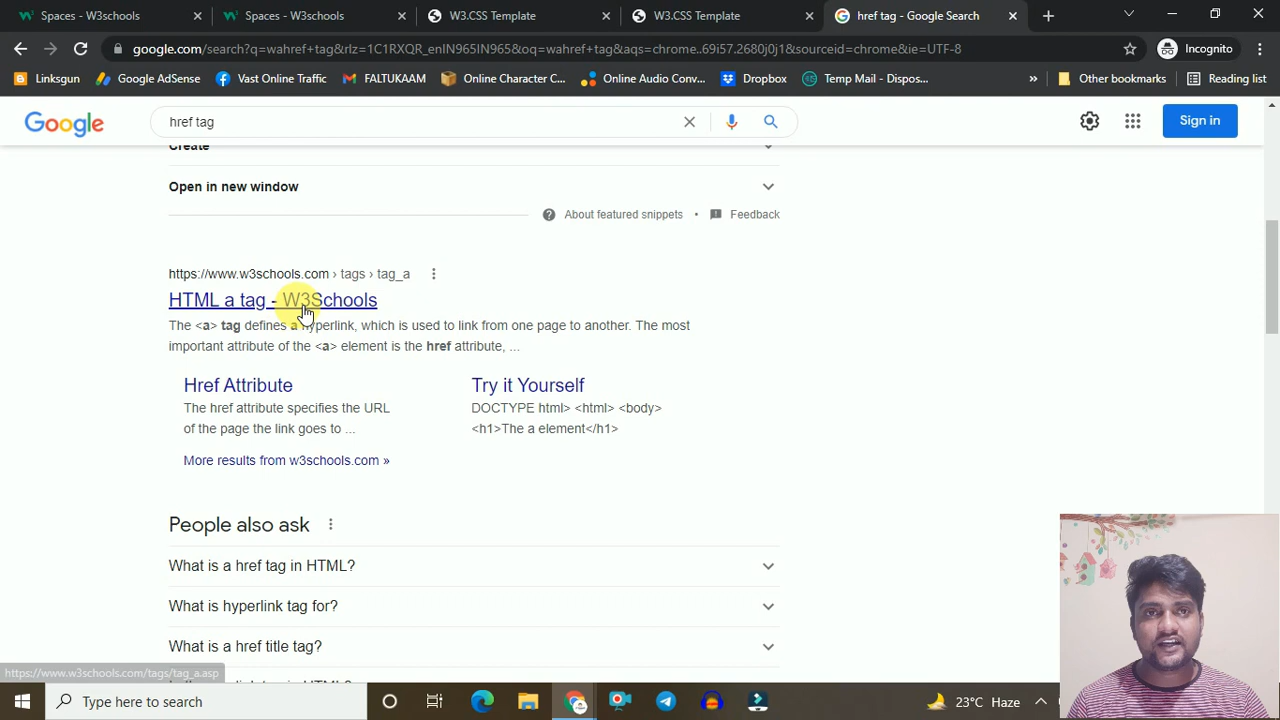 Spaces - W3schools
Spaces - W3schools
W3.CSS Template
W3.CSS Template
href tag - Google Search
google.com/search?q=wahref+tag&rlz=1C1RXQR_enIN965IN965&oq=wahref+tag&aqs=chrome..69i57.2680j0j1&sourceid=chrome&ie=UTF-8
Incognito
Linksgun
Google AdSense
Vast Online Traffic
FALTUKAAM
Online Character C...
Online Audio Conv...
Dropbox
Temp Mail - Dispos...
»
Other bookmarks
Reading list
Google
href tag
Sign in
Create
Open in new window
About featured snippets • Feedback
https://www.w3schools.com › tags › tag_a
HTML a tag - W3Schools
The <a> tag defines a hyperlink, which is used to link from one page to another. The most
important attribute of the <a> element is the href attribute, ...
Href Attribute
The href attribute specifies the URL
of the page the link goes to ...
Try it Yourself
DOCTYPE html> <html> <body>
<h1>The a element</h1>
More results from w3schools.com »
People also ask
What is a href tag in HTML?
What is hyperlink tag for?
What is a href title tag?
https://www.w3schools.com/tags/tag_a.asp
Type here to search
23°C Haze